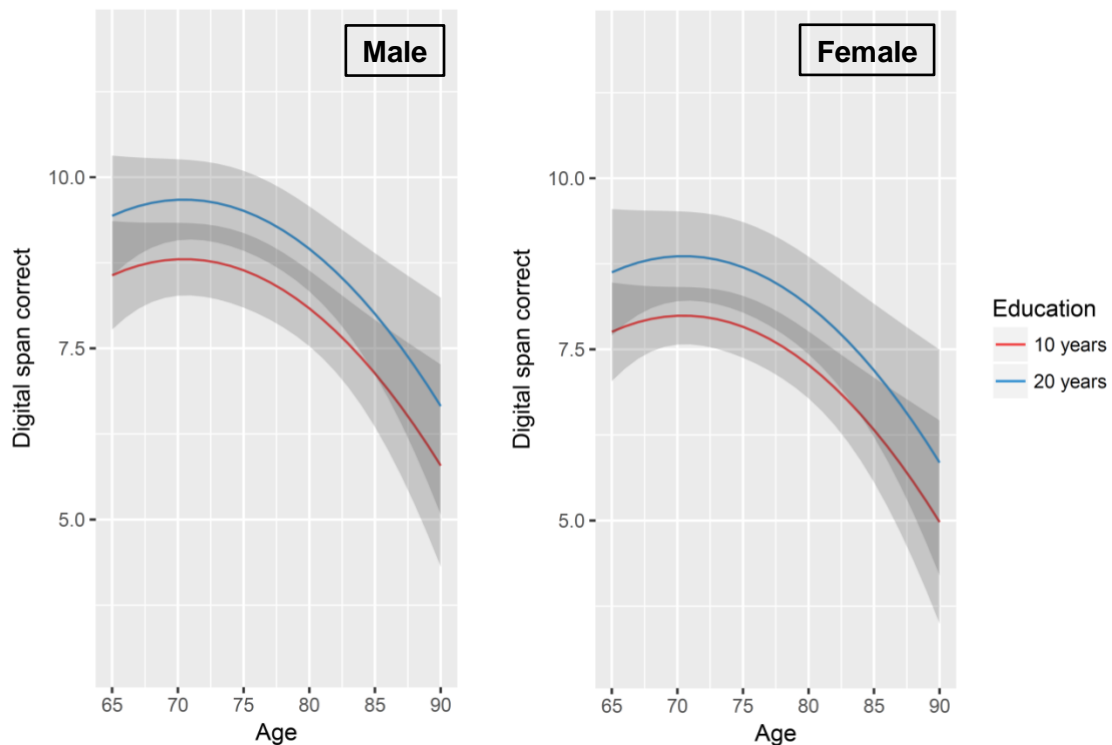 Male
10.0
7.5
5.0
Digital span correct
65 70 75 80 85 90
Age
Female
10.0
7.5
5.0
Digital span correct
65 70 75 80 85 90
Age
Education
10 years
20 years